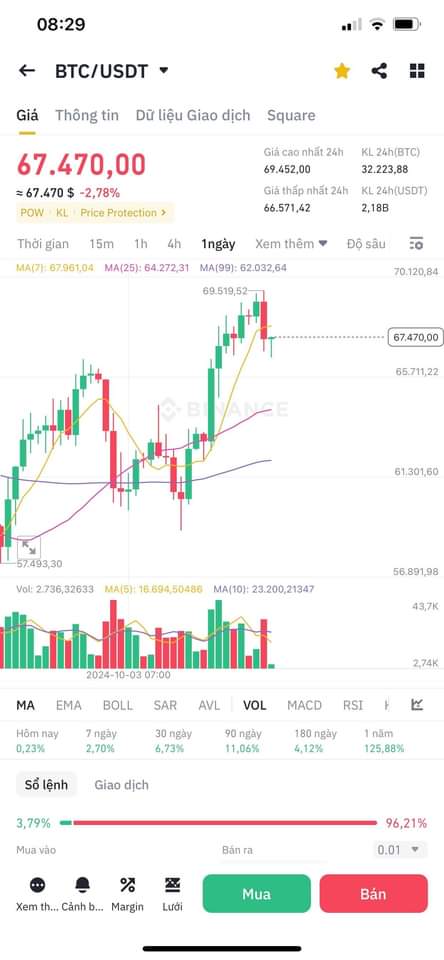 08:29
BTC/USDT
Giá Thông tin Dữ liệu Giao dịch Square
67.470,00
≈ 67.470 $ -2,78%
POW KL Price Protection
Giá cao nhất 24h KL 24h(BTC)
69.452,00 32.223,88
Giá thấp nhất 24h KL 24h(USDT)
66.571,42 2,18B
Thời gian 15m 1h 4h 1ngày Xem thêm Độ sâu
MA(7): 67.961,04 MA(25): 64.272,31 MA(99): 62.032,64
70.120,84
69.519,52
67.470,00
65.711,22
BINANCE
61.301,60
57.493,30
56.891,98
Vol: 2.736,32633 MA(5): 16.694,50486 MA(10): 23.200,21347
43,7K
2,74K
2024-10-03 07:00
MA EMA BOLL SAR AVL VOL MACD RSI
Hôm nay 7 ngày 30 ngày 90 ngày 180 ngày 1 năm
0,23% 2,70% 6,73% 11,06% 4,12% 125,88%
Sổ lệnh Giao dịch
3,79% 96,21%
Mua vào Bán ra 0.01
Xem th... Cảnh b... Margin Lưới
Mua Bán